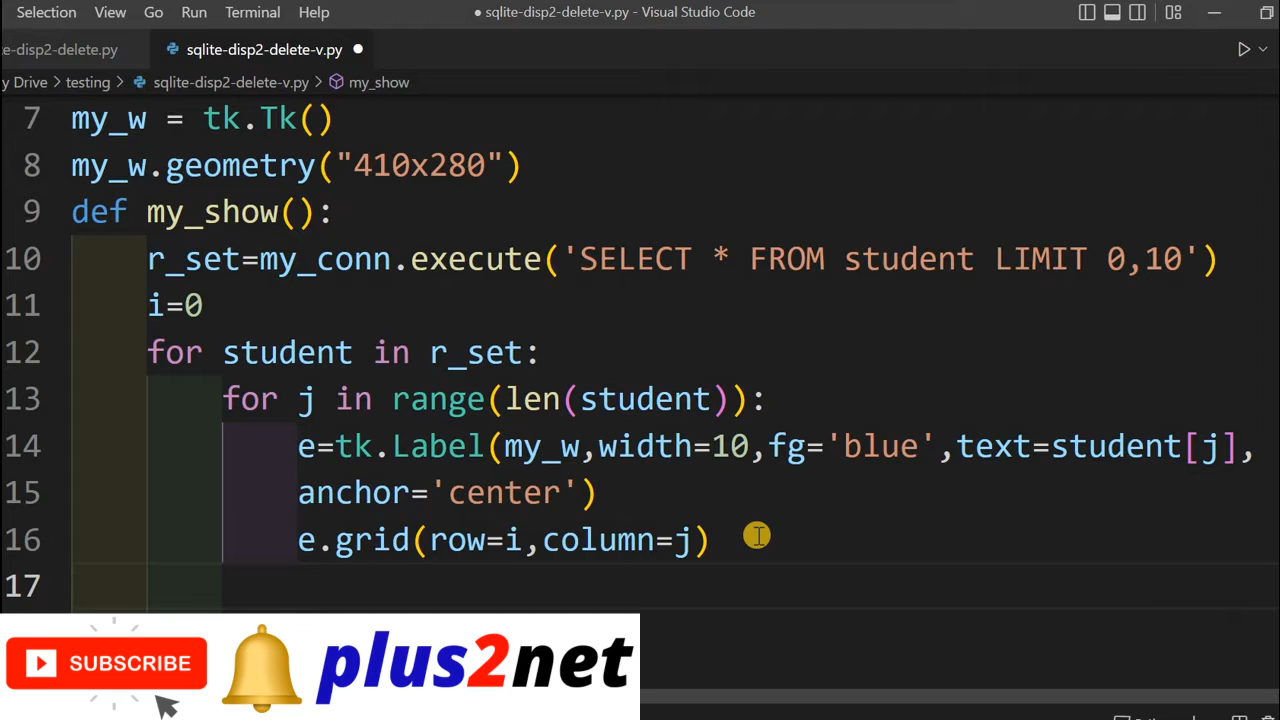 Selection View Go Run Terminal Help ● sqlite-disp2-delete-v.py - Visual Studio Code
e-disp2-delete.py sqlite-disp2-delete-v.py ●
y Drive > testing > sqlite-disp2-delete-v.py > my_show
7 my_w = tk.Tk()
8 my_w.geometry("410x280")
9 def my_show():
10 r_set=my_conn.execute('SELECT * FROM student LIMIT 0,10')
11 i=0
12 for student in r_set:
13 for j in range(len(student)):
14 e=tk.Label(my_w,width=10,fg='blue',text=student[j],
15 anchor='center')
16 e.grid(row=i,column=j)
17
SUBSCRIBE plus2net